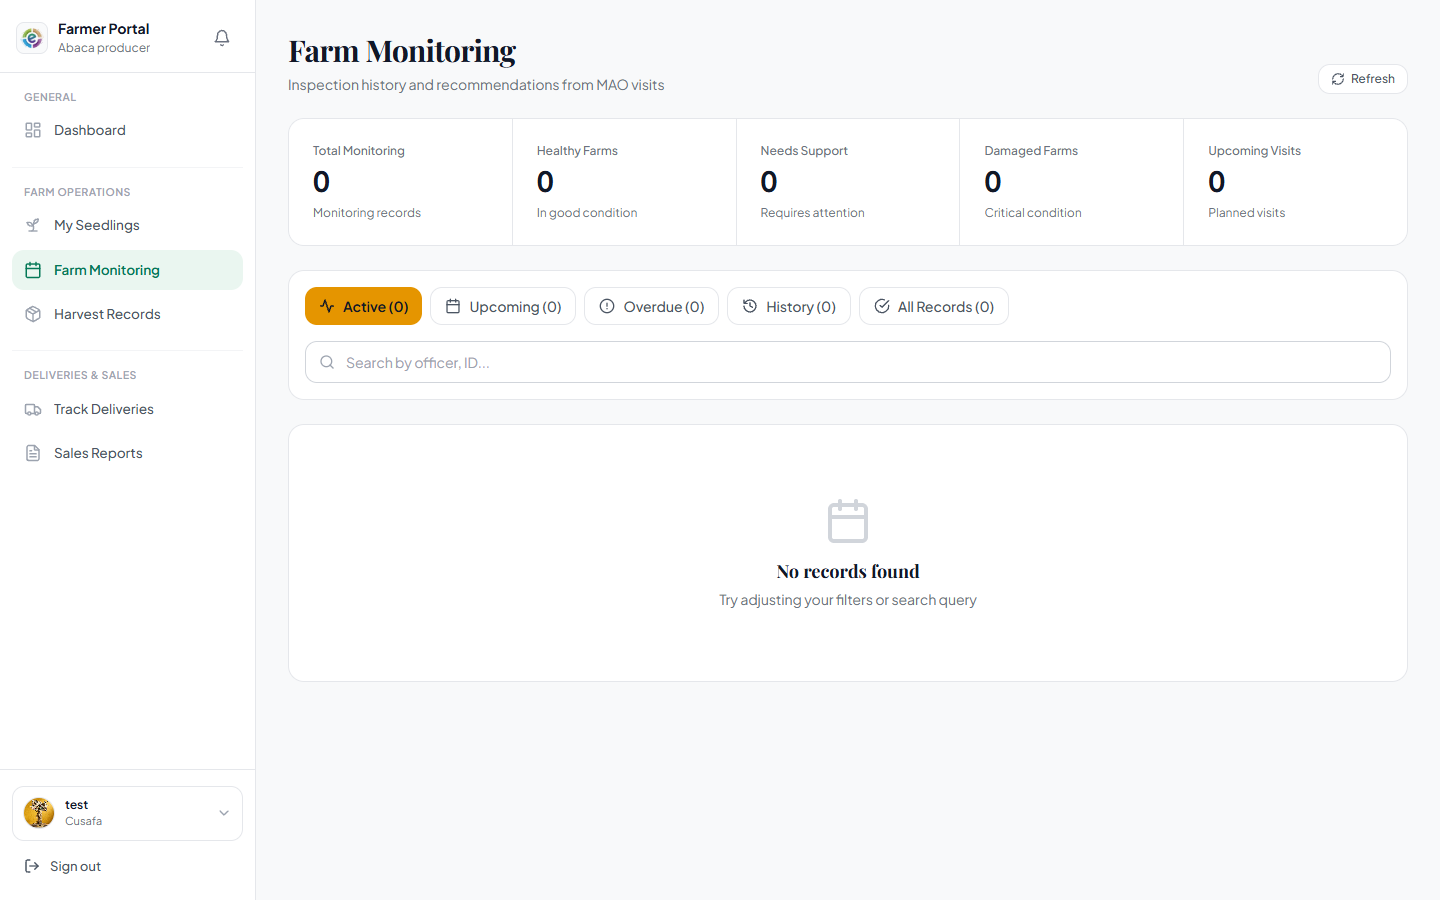 Farmer Portal
Abaca producer
GENERAL
Dashboard
FARM OPERATIONS
My Seedlings
Farm Monitoring
Harvest Records
DELIVERIES & SALES
Track Deliveries
Sales Reports
test
Cusafa
Sign out
Farm Monitoring
Inspection history and recommendations from MAO visits
Refresh
Total Monitoring
0
Monitoring records
Healthy Farms
0
In good condition
Needs Support
0
Requires attention
Damaged Farms
0
Critical condition
Upcoming Visits
0
Planned visits
Active (0)
Upcoming (0)
Overdue (0)
History (0)
All Records (0)
Search by officer, ID...
No records found
Try adjusting your filters or search query